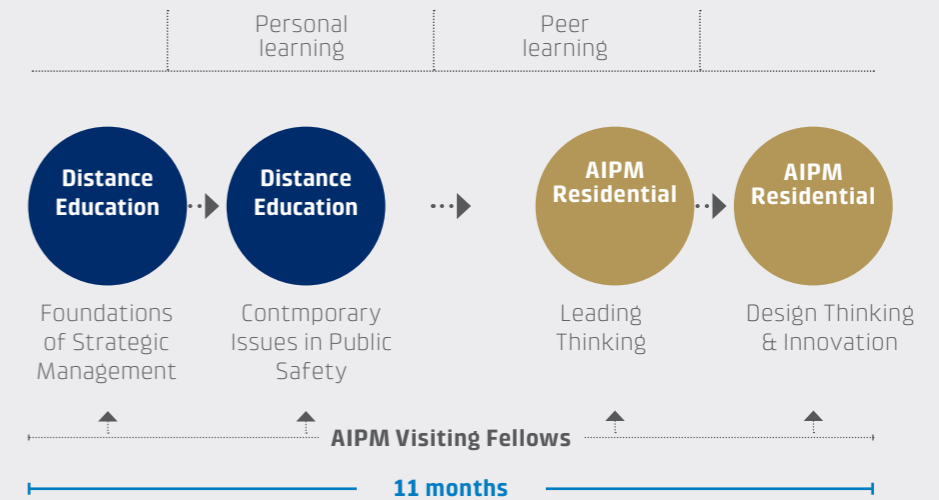 Personal
learning
Peer
learning
Distance
Education
Distance
Education
AIPM
Residential
AIPM
Residential
Foundations
of Strategic
Management
Contmporary
Issues in Public
Safety
Leading
Thinking
Design Thinking
& Innovation
AIPM Visiting Fellows
11 months